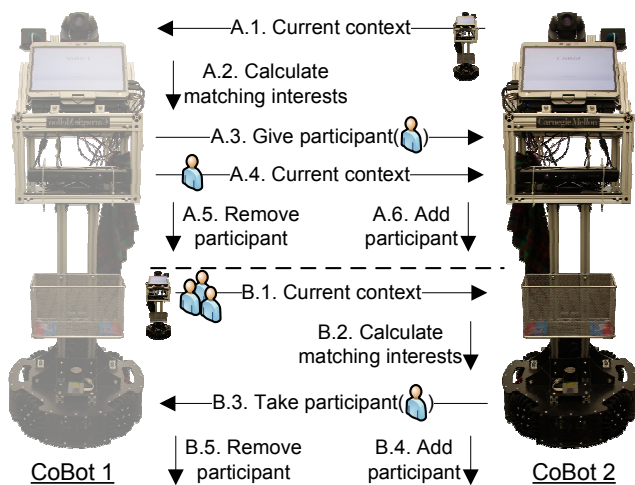 A.1. Current context
A.2. Calculate
matching interests
Carnegie Mellon
A.3. Give participant( )
A.4. Current context
A.5. Remove
participant
A.6. Add
participant
B.1. Current context
B.2. Calculate
matching interests
B.3. Take participant( )
B.5. Remove
participant
B.4. Add
participant
CoBot 1
CoBot 2